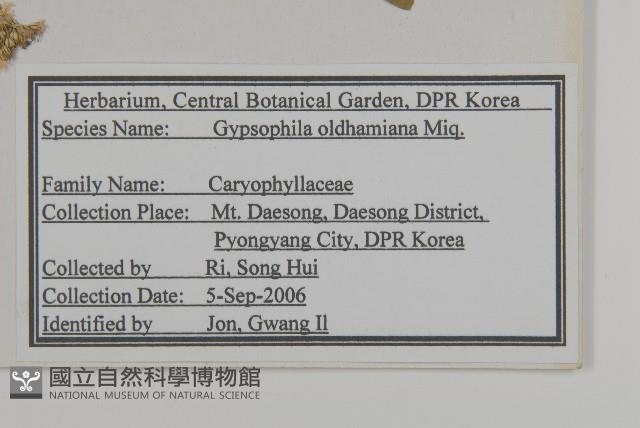 Herbarium, Central Botanical Garden, DPR Korea
Species Name: Gypsophila oldhamiana Miq.
Family Name: Caryophyllaceae
Collection Place: Mt. Daesong, Daesong District,
Pyongyang City, DPR Korea
Collected by Ri, Song Hui
Collection Date: 5-Sep-2006
Identified by Jon, Gwang Il
國立自然科學博物館
NATIONAL MUSEUM OF NATURAL SCIENCE